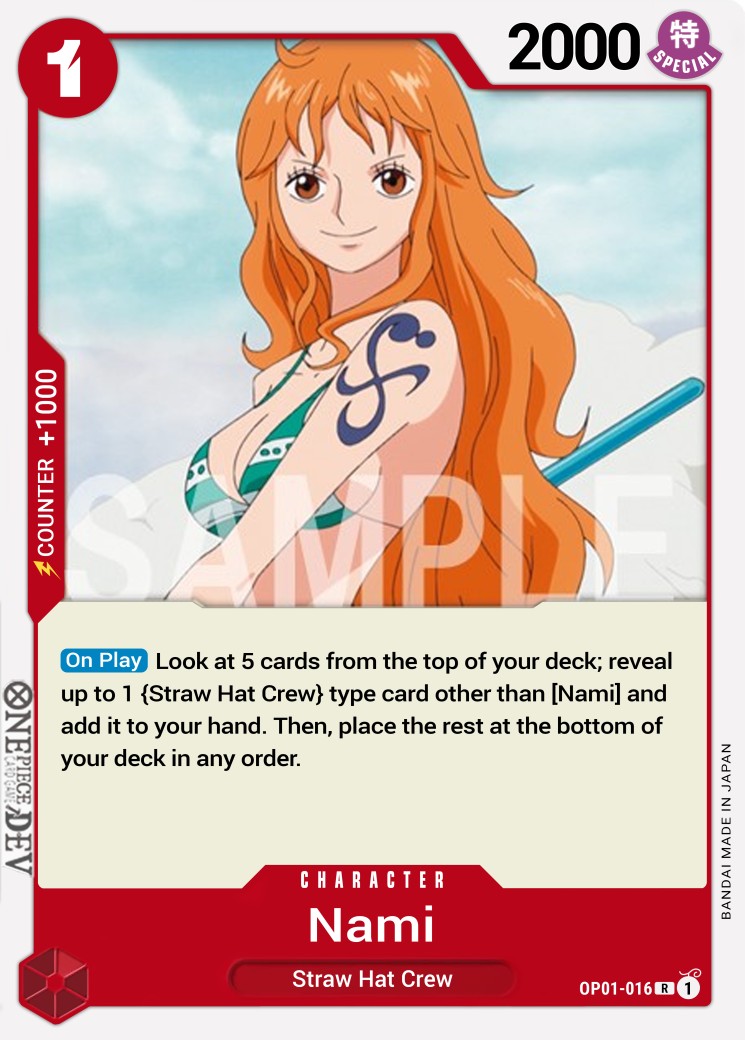 1
2000
特
SPECIAL
COUNTER +1000
SAMPLE
On Play Look at 5 cards from the top of your deck; reveal
up to 1 {Straw Hat Crew} type card other than [Nami] and
add it to your hand. Then, place the rest at the bottom of
your deck in any order.
ONE PIECE
CARD GAME
DEV
BANDAI MADE IN JAPAN
CHARACTER
Nami
Straw Hat Crew
OP01-016 R 1